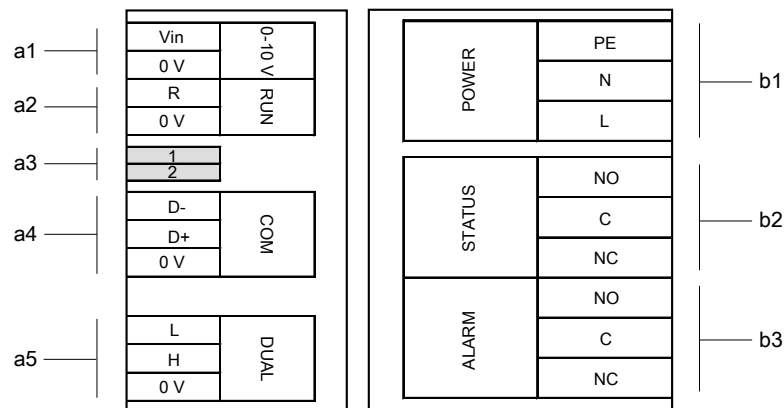 a1
Vin
0 V
0-10 V
a2
R
0 V
RUN
a3
1
2
a4
D-
D+
0 V
COM
a5
L
H
0 V
DUAL
POWER
PE
N
L
b1
STATUS
NO
C
NC
b2
ALARM
NO
C
NC
b3